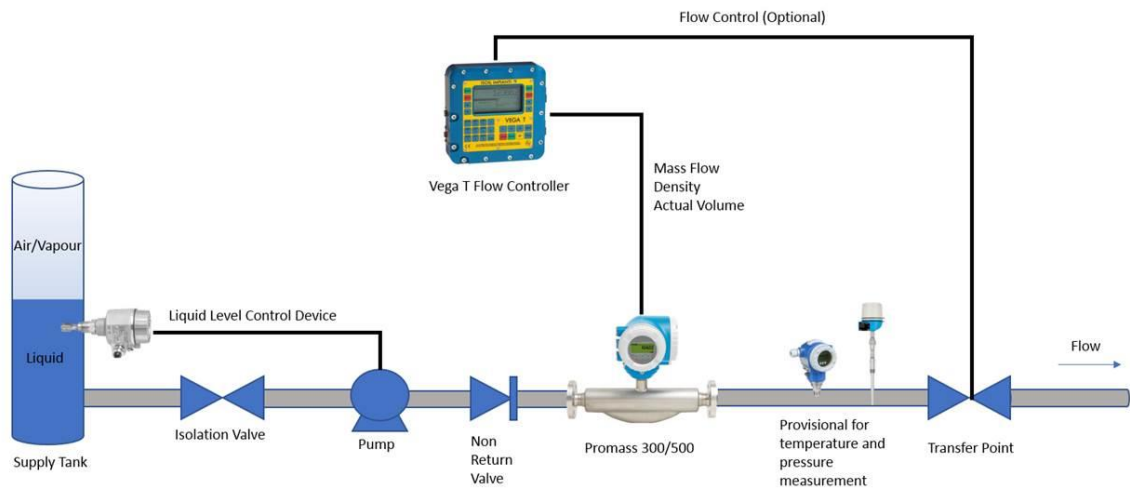 Flow Control (Optional)
VEGA T
Vega T Flow Controller
Mass Flow
Density
Actual Volume
Air/Vapour
Liquid Level Control Device
Liquid
Flow
Isolation Valve
Pump
Non
Return
Valve
Promass 300/500
Provisional for
temperature and
pressure
measurement
Transfer Point
Supply Tank